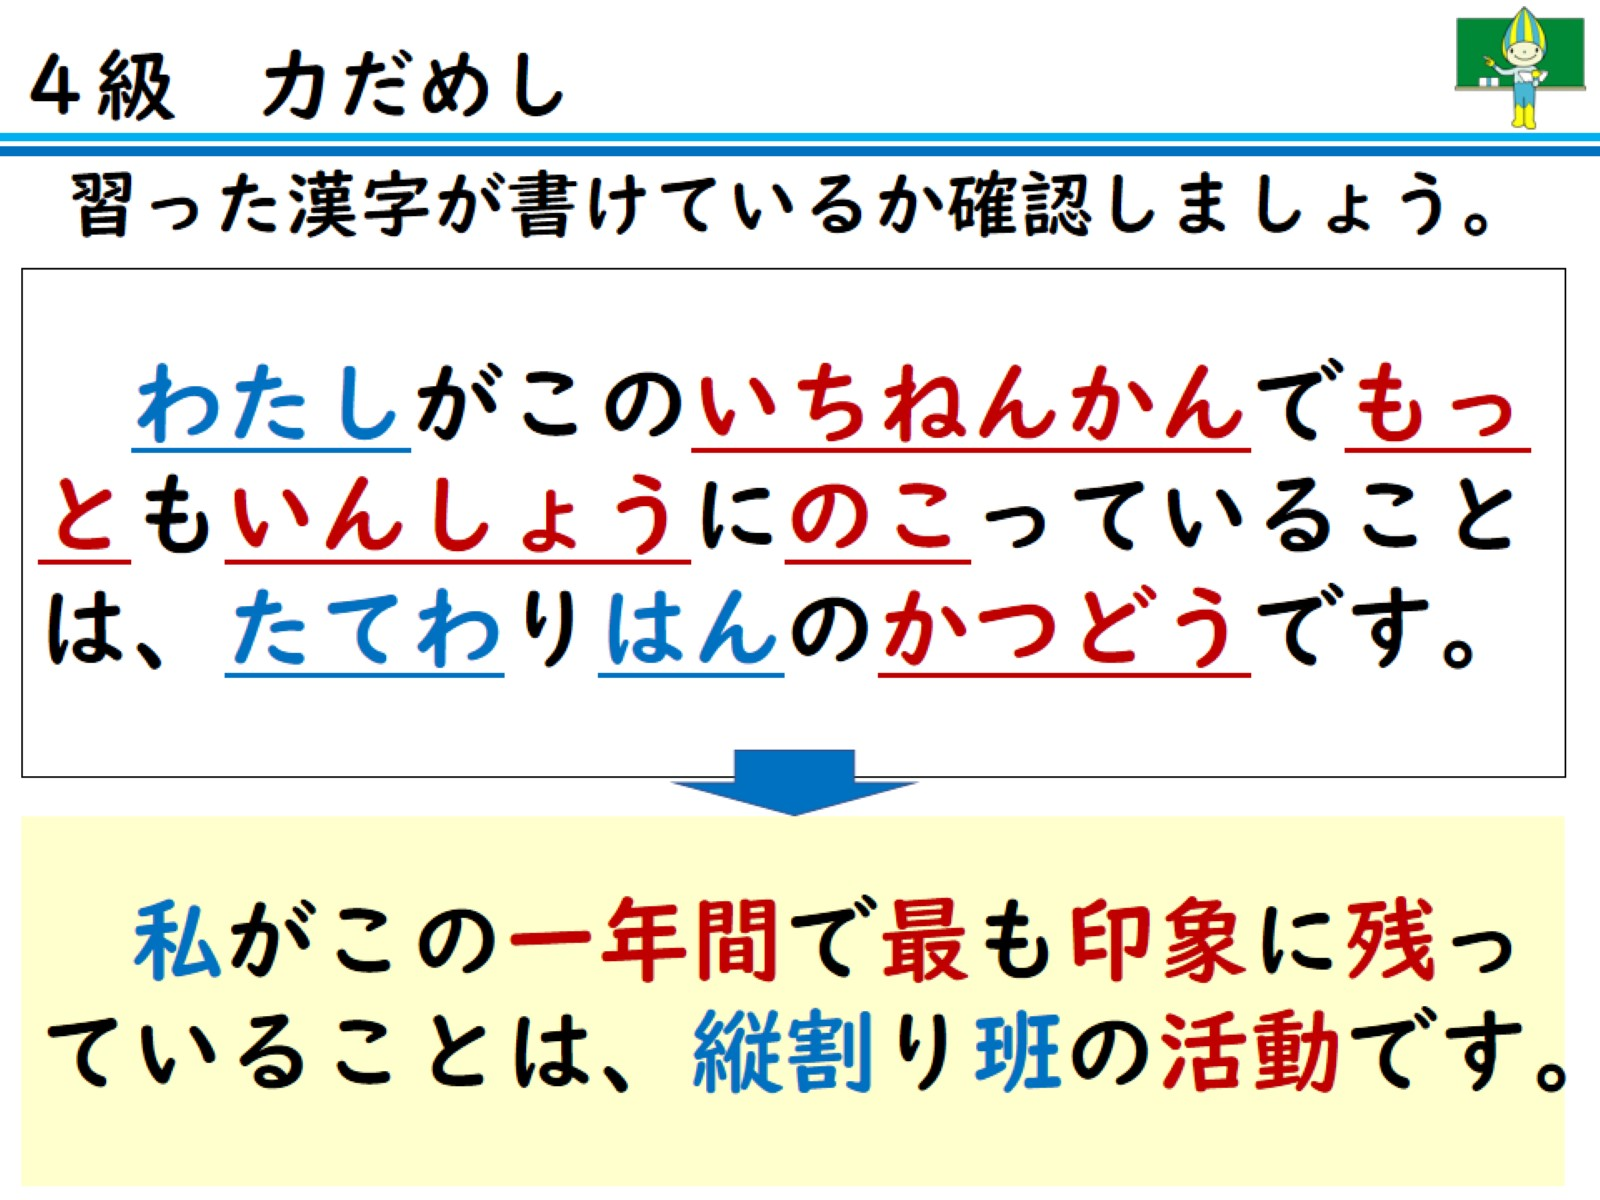 ４級　力だめし
習った漢字が書けているか確認しましょう。
わたしがこのいちねんかんでもっ
ともいんしょうにのこっていること
は、たてわりはんのかつどうです。
私がこの一年間で最も印象に残っ
ていることは、縦割り班の活動です。